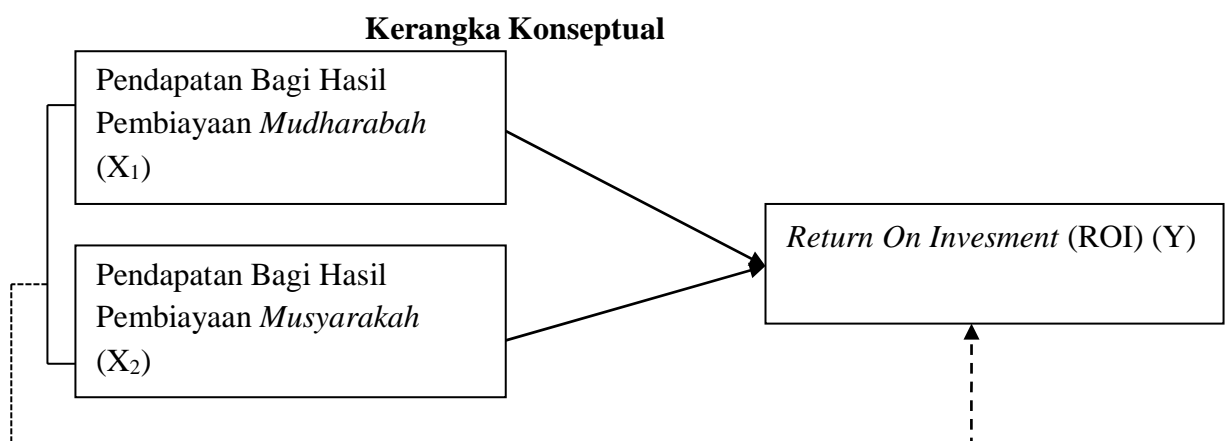 Kerangka Konseptual
Pendapatan Bagi Hasil
Pembiayaan Mudharabah
(X₁)
Pendapatan Bagi Hasil
Pembiayaan Musyarakah
(X₂)
Return On Invesment (ROI) (Y)